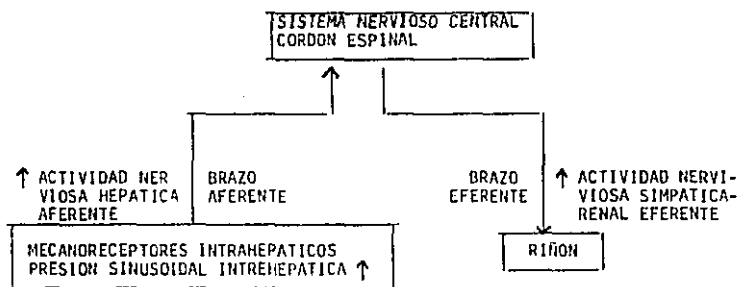 SISTEMA NERVIOSO CENTRAL
CORDON ESPINAL
↑ ACTIVIDAD NER
VIOSA HEPATICA
AFERENTE
BRAZO
AFERENTE
BRAZO
EFERENTE
↑ ACTIVIDAD NERVI-
VIOSA SIMPATICA-
RENAL EFERENTE
MECANORECEPTORES INTRAHEPATICOS
PRESION SINUSOIDAL INTREHEPATICA ↑
RIÑON